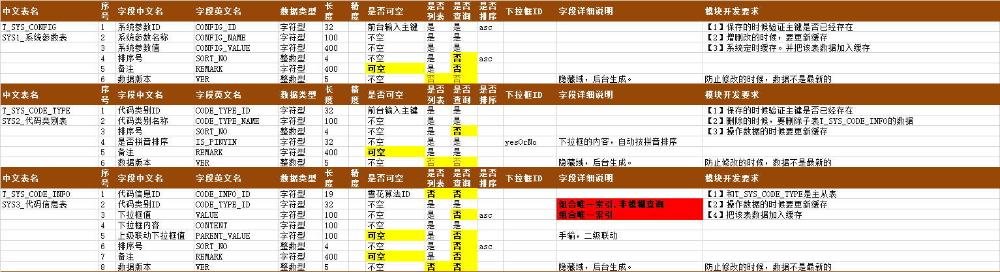 中文表名 序号 字段中文名 字段英文名 数据类型 长度 精度 是否可空 是否列表 是否查询 是否排序 下拉框ID 字段详细说明 模块开发要求
T_SYS_CONFIG 1 系统参数ID CONFIG_ID 字符型 32 前台输入主键 是 是 asc 【1】保存的时候验证主键是否已经存在
SYS1_系统参数表 2 系统参数名称 CONFIG_NAME 字符型 100 不空 是 是 【2】增删改的时候，要更新缓存
3 系统参数值 CONFIG_VALUE 字符型 400 不空 是 是 【3】系统定时缓存。并把该表数据加入缓存
4 排序号 SORT_NO 整数型 4 不空 是 否 asc
5 备注 REMARK 字符型 400 可空 是 否
6 数据版本 VER 整数型 5 不空 否 否 隐藏域，后台生成。 防止修改的时候，数据不是最新的
中文表名 序号 字段中文名 字段英文名 数据类型 长度 精度 是否可空 是否列表 是否查询 是否排序 下拉框ID 字段详细说明 模块开发要求
T_SYS_CODE_TYPE 1 代码类别ID CODE_TYPE_ID 字符型 32 前台输入主键 是 是 【1】保存的时候验证主键是否已经存在
SYS2_代码类别表 2 代码类别名称 CODE_TYPE_NAME 字符型 100 不空 是 是 【2】删除的时候，要删除子表T_SYS_CODE_INFO的数据
3 排序号 SORT_NO 整数型 4 不空 是 否 【3】操作数据的时候要更新缓存
4 是否拼音排序 IS_PINYIN 字符型 32 不空 是 是 yesOrNo 下拉框的内容，自动按拼音排序
5 备注 REMARK 字符型 400 可空 是 是
6 数据版本 VER 整数型 5 不空 否 否 隐藏域，后台生成。 防止修改的时候，数据不是最新的
中文表名 序号 字段中文名 字段英文名 数据类型 长度 精度 是否可空 是否列表 是否查询 是否排序 下拉框ID 字段详细说明 模块开发要求
T_SYS_CODE_INFO 1 代码信息ID CODE_INFO_ID 字符型 19 雪花算法ID 否 否 【1】和T_SYS_CODE_TYPE是主从表
SYS3_代码信息表 2 代码类别ID CODE_TYPE_ID 字符型 32 不空 是 是 组合唯一索引,非模糊查询 【2】操作数据的时候要更新缓存
3 下拉框值 VALUE 字符型 100 不空 是 否 asc 组合唯一索引 【4】把该表数据加入缓存
4 下拉框内容 CONTENT 字符型 100 不空 是 是
5 上级联动下拉框值 PARENT_VALUE 字符型 100 可空 是 否 手输，二级联动
6 排序号 SORT_NO 整数型 4 不空 是 否 asc
7 备注 REMARK 字符型 400 可空 是 否
8 数据版本 VER 整数型 5 不空 否 否 隐藏域，后台生成。 防止修改的时候，数据不是最新的